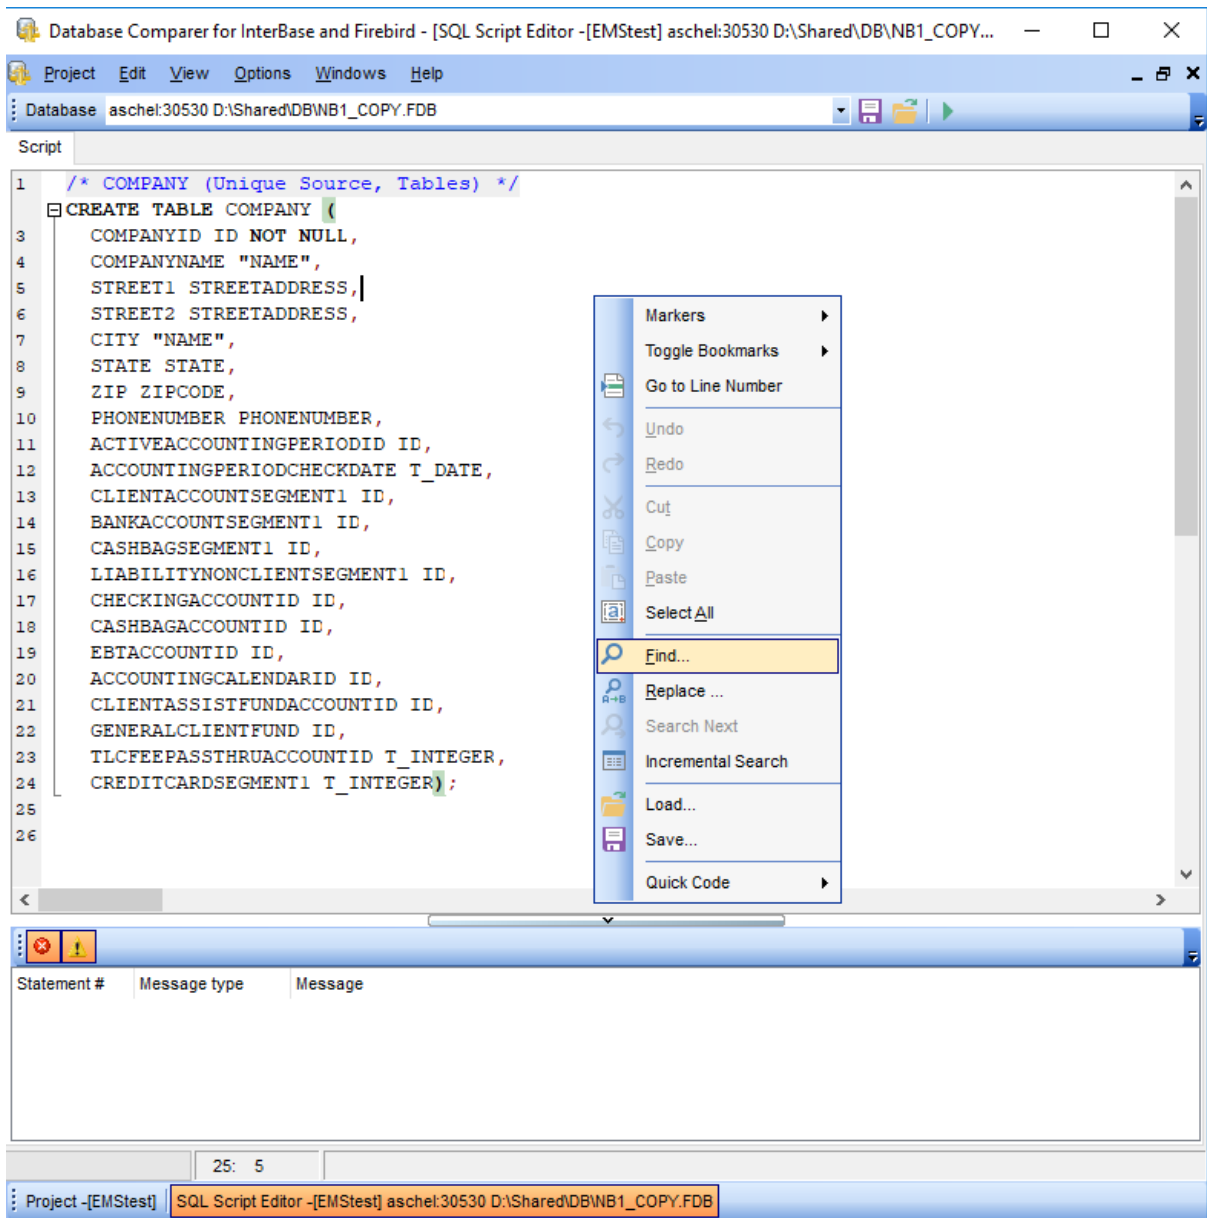 Database Comparer for InterBase and Firebird - [SQL Script Editor -[EMStest] aschel:30530 D:\Shared\DB\NB1_COPY...
Project Edit View Options Windows Help
Database aschel:30530 D:\Shared\DB\NB1_COPY.FDB
Script
1 /* COMPANY (Unique Source, Tables) */
CREATE TABLE COMPANY (
3 COMPANYID ID NOT NULL,
4 COMPANYNAME "NAME",
5 STREET1 STREETADDRESS,
6 STREET2 STREETADDRESS,
7 CITY "NAME",
8 STATE STATE,
9 ZIP ZIPCODE,
10 PHONENUMBER PHONENUMBER,
11 ACTIVEACCOUNTINGPERIODID ID,
12 ACCOUNTINGPERIODCHECKDATE T_DATE,
13 CLIENTACCOUNTSEGMENT1 ID,
14 BANKACCOUNTSEGMENT1 ID,
15 CASHBAGSEGMENT1 ID,
16 LIABILITYNONCLIENTSEGMENT1 ID,
17 CHECKINGACCOUNTID ID,
18 CASHBAGACCOUNTID ID,
19 EBTACCOUNTID ID,
20 ACCOUNTINGCALENDARID ID,
21 CLIENTASSISTFUNDACCOUNTID ID,
22 GENERALCLIENTFUND ID,
23 TLCFEEPASSTHRUACCOUNTID T_INTEGER,
24 CREDITCARDSEGMENT1 T_INTEGER);
25
26
Markers
Toggle Bookmarks
Go to Line Number
Undo
Redo
Cut
Copy
Paste
Select All
Find...
Replace ...
Search Next
Incremental Search
Load...
Save...
Quick Code
Statement # Message type Message
25: 5
Project -[EMStest] SQL Script Editor -[EMStest] aschel:30530 D:\Shared\DB\NB1_COPY.FDB